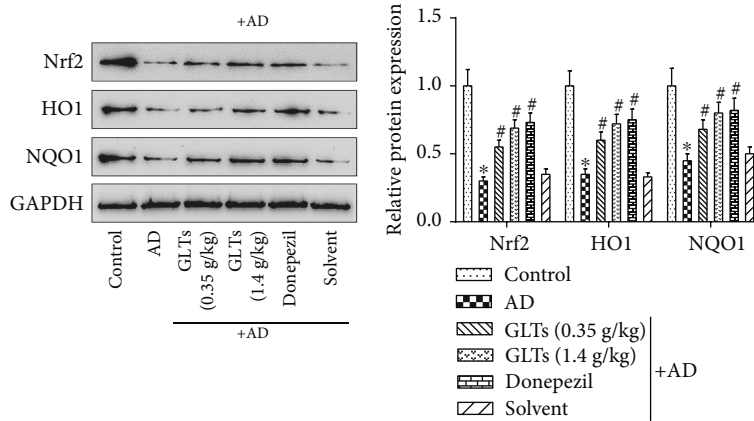 +AD
Nrf2
HO1
NQO1
GAPDH
Control
AD
GLTs
(0.35 g/kg)
GLTs
(1.4 g/kg)
Donepezil
Solvent
+AD
Relative protein expression
1.5
1.0
0.5
0.0
* # # #
* # # #
* # # #
Nrf2 HO1 NQO1
Control
AD
GLTs (0.35 g/kg)
GLTs (1.4 g/kg)
Donepezil
Solvent
+AD